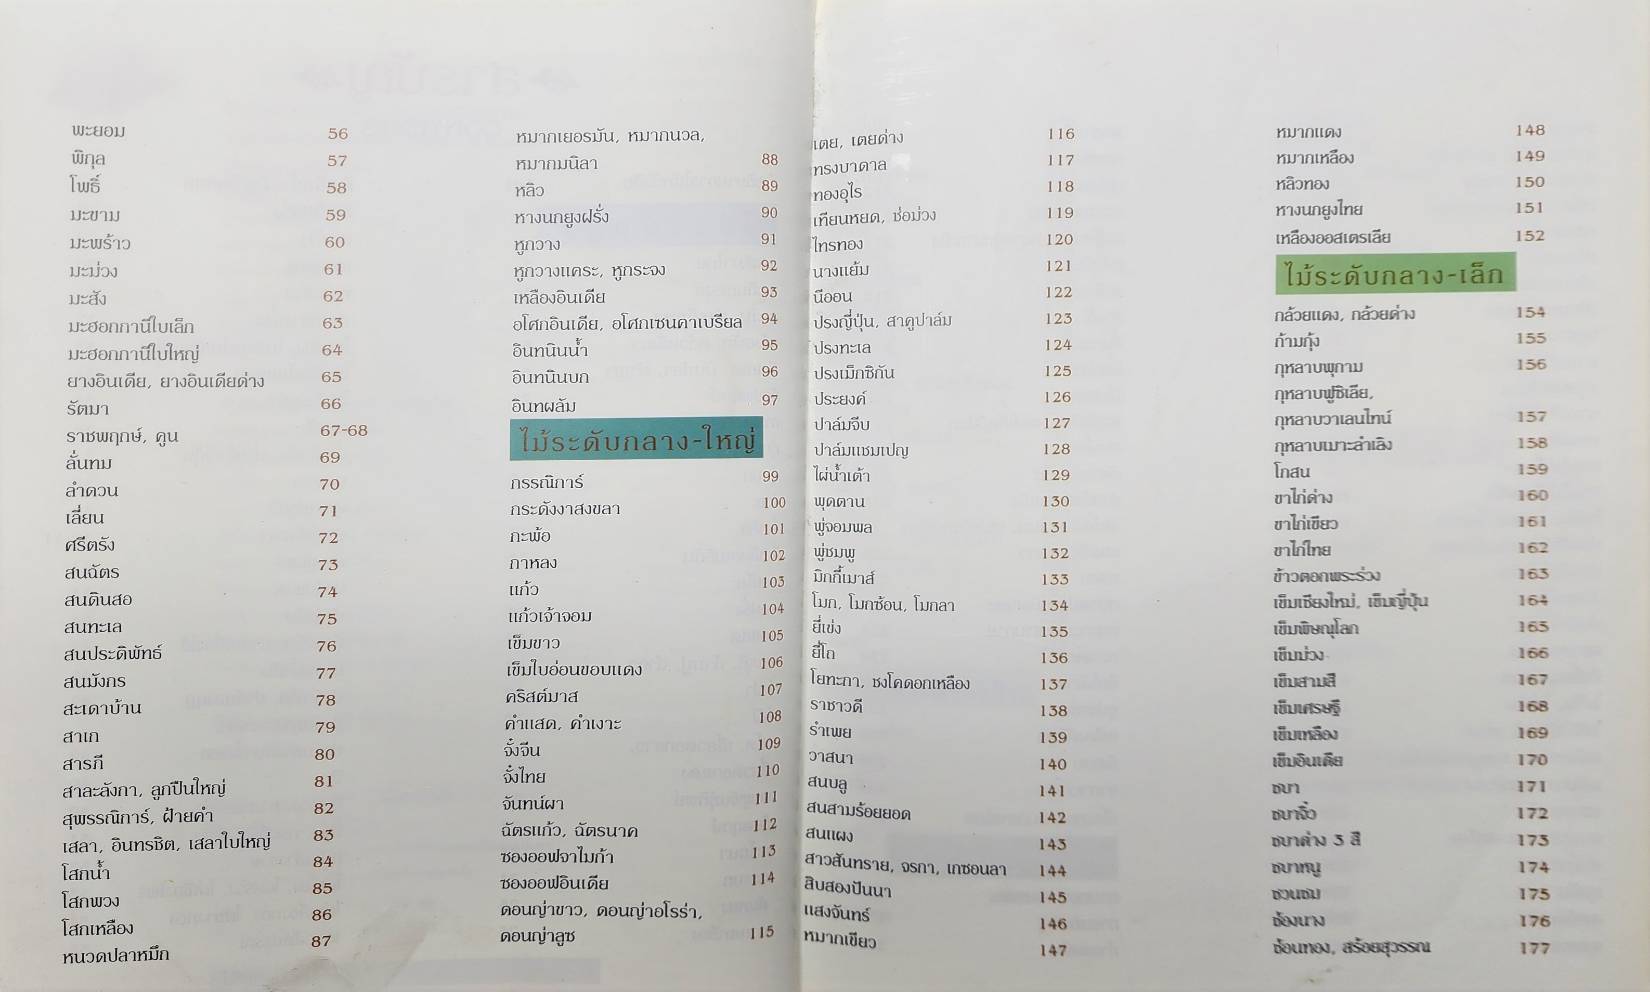 พะยอม 56
พิกุล 57
โพธิ์ 58
มะขาม 59
มะพร้าว 60
มะม่วง 61
มะสัง 62
มะฮอกกานีใบเล็ก 63
มะฮอกกานีใบใหญ่ 64
ยางอินเดีย, ยางอินเดียด่าง 65
รัตมา 66
ราชพฤกษ์, คูน 67-68
ลั่นทม 69
ลำดวน 70
เลี่ยน 71
ศรีตรัง 72
สนฉัตร 73
สนดินสอ 74
สนทะเล 75
สนประดิพัทธ์ 76
สนมังกร 77
สะเดาบ้าน 78
สาเก 79
สารภี 80
สาละลังกา, ลูกปืนใหญ่ 81
สุพรรณิการ์, ฝ้ายคำ 82
เสลา, อินทรชิต, เสลาใบใหญ่ 83
โสกน้ำ 84
โสกพวง 85
โสกเหลือง 86
หนวดปลาหมึก 87
หมากเยอรมัน, หมากนวล,
หมากมนิลา 88
หลิว 89
หางนกยูงฝรั่ง 90
หูกวาง 91
หูกวางแคระ, หูกระจง 92
เหลืองอินเดีย 93
อโศกอินเดีย, อโศกเซนคาเบรียล 94
อินทนินน้ำ 95
อินทนินบก 96
อินทผลัม 97
ไม้ระดับกลาง-ใหญ่
กรรณิการ์ 99
กระดังงาสงขลา 100
กะพ้อ 101
กาหลง 102
แก้ว 103
แก้วเจ้าจอม 104
เข็มขาว 105
เข็มใบอ่อนขอบแดง 106
คริสต์มาส 107
คำแสด, คำเงาะ 108
จั๋งจีน 109
จั๋งไทย 110
จันทน์ผา 111
ฉัตรแก้ว, ฉัตรนาค 112
ซองออฟจาไมก้า 113
ซองออฟอินเดีย 114
ดอนญ่าขาว, ดอนญ่าอโรร่า,
ดอนญ่าลูซ 115
เตย, เตยด่าง 116
ทรงบาดาล 117
ทองอุไร 118
เทียนหยด, ช่อม่วง 119
ไทรทอง 120
นางแย้ม 121
นีออน 122
ปรงญี่ปุ่น, สาคูปาล์ม 123
ปรงทะเล 124
ปรงเม็กซิกัน 125
ประยงค์ 126
ปาล์มจีบ 127
ปาล์มแชมเปญ 128
ไผ่น้ำเต้า 129
พุดตาน 130
พู่จอมพล 131
พู่ชมพู 132
มิกกี้เมาส์ 133
โมก, โมกซ้อน, โมกลา 134
ยี่เข่ง 135
ยี่โถ 136
โยทะกา, ชงโคดอกเหลือง 137
ราชาวดี 138
รำเพย 139
วาสนา 140
สนบลู 141
สนสามร้อยยอด 142
สนแผง 143
สาวสันทราย, จรกา, เกซอนลา 144
สิบสองปันนา 145
แสงจันทร์ 146
หมากเขียว 147
หมากแดง 148
หมากเหลือง 149
หลิวทอง 150
หางนกยูงไทย 151
เหลืองออสเตรเลีย 152
ไม้ระดับกลาง-เล็ก
กล้วยแดง, กล้วยด่าง 154
ก้ามกุ้ง 155
กุหลาบพุกาม 156
กุหลาบฟูซิเลีย,
กุหลาบวาเลนไทน์ 157
กุหลาบเมาะลำเลิง 158
โกสน 159
ขาไก่ด่าง 160
ขาไก่เขียว 161
ขาไก่ไทย 162
ข้าวตอกพระร่วง 163
เข็มเชียงใหม่, เข็มญี่ปุ่น 164
เข็มพิษณุโลก 165
เข็มม่วง 166
เข็มสามสี 167
เข็มเศรษฐี 168
เข็มเหลือง 169
เข็มอินเดีย 170
ชบา 171
ชบาจิ๋ว 172
ชบาด่าง 3 สี 173
ชบาหนู 174
ชวนชม 175
ช้องนาง 176
ช้อนทอง, สร้อยสุวรรณ 177